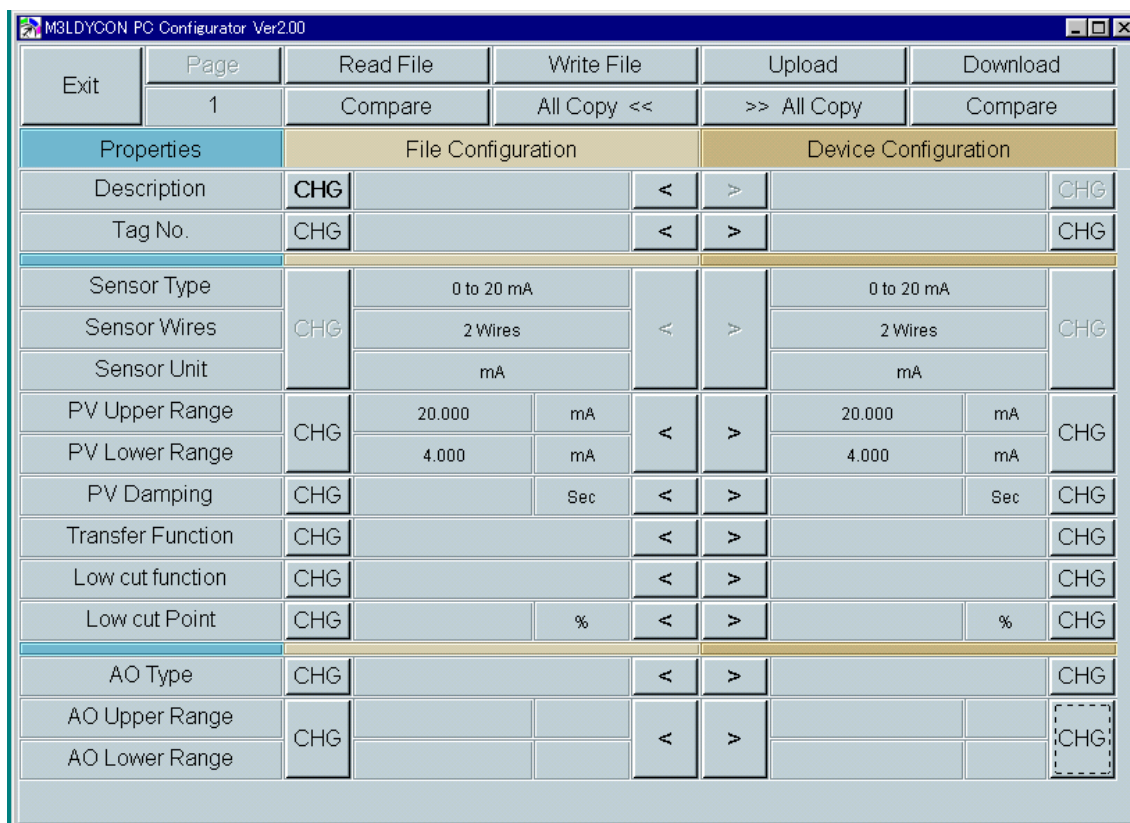 M3LDYCON PC Configurator Ver2.00
Exit Page Read File Write File Upload Download
1 Compare All Copy << >> All Copy Compare
Properties File Configuration Device Configuration
Description CHG < > CHG
Tag No. CHG < > CHG
Sensor Type 0 to 20 mA 0 to 20 mA
Sensor Wires CHG 2 Wires < > 2 Wires CHG
Sensor Unit mA mA
PV Upper Range CHG 20.000 mA < > 20.000 mA CHG
PV Lower Range 4.000 mA 4.000 mA
PV Damping CHG Sec < > Sec CHG
Transfer Function CHG < > CHG
Low cut function CHG < > CHG
Low cut Point CHG % < > % CHG
AO Type CHG < > CHG
AO Upper Range CHG < > CHG
AO Lower Range